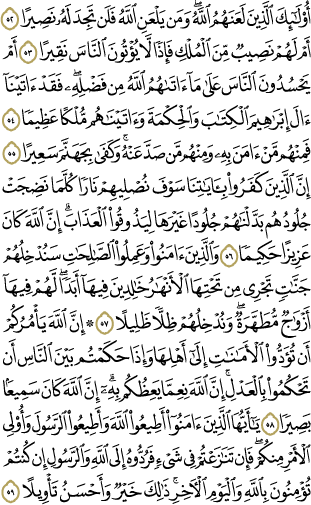 أُوْلَٰٓئِكَ ٱلَّذِينَ لَعَنَهُمُ ٱللَّهُۖ وَمَن يَلْعَنِ ٱللَّهُ فَلَن تَجِدَ لَهُۥ نَصِيرًا ۝٥٢
أَمْ لَهُمْ نَصِيبٌ مِّنَ ٱلْمُلْكِ فَإِذًا لَّا يُؤْتُونَ ٱلنَّاسَ نَقِيرًا ۝٥٣ أَمْ
يَحْسُدُونَ ٱلنَّاسَ عَلَىٰ مَآ ءَاتَىٰهُمُ ٱللَّهُ مِن فَضْلِهِۦۖ فَقَدْ ءَاتَيْنَآ
ءَالَ إِبْرَٰهِيمَ ٱلْكِتَٰبَ وَٱلْحِكْمَةَ وَءَاتَيْنَٰهُم مُّلْكًا عَظِيمًا ۝٥٤
فَمِنْهُم مَّنْ ءَامَنَ بِهِۦ وَمِنْهُم مَّن صَدَّ عَنْهُۚ وَكَفَىٰ بِجَهَنَّمَ سَعِيرًا ۝٥٥
إِنَّ ٱلَّذِينَ كَفَرُوا۟ بِـَٔايَٰتِنَا سَوْفَ نُصْلِيهِمْ نَارًا كُلَّمَا نَضِجَتْ
جُلُودُهُم بَدَّلْنَٰهُمْ جُلُودًا غَيْرَهَا لِيَذُوقُوا۟ ٱلْعَذَابَۗ إِنَّ ٱللَّهَ كَانَ
عَزِيزًا حَكِيمًا ۝٥٦ وَٱلَّذِينَ ءَامَنُوا۟ وَعَمِلُوا۟ ٱلصَّٰلِحَٰتِ سَنُدْخِلُهُمْ
جَنَّٰتٍ تَجْرِى مِن تَحْتِهَا ٱلْأَنْهَٰرُ خَٰلِدِينَ فِيهَآ أَبَدًاۖ لَّهُمْ فِيهَآ
أَزْوَٰجٌ مُّطَهَّرَةٌۖ وَنُدْخِلُهُمْ ظِلًّا ظَلِيلًا ۝٥٧ ۞ إِنَّ ٱللَّهَ يَأْمُرُكُمْ
أَن تُؤَدُّوا۟ ٱلْأَمَٰنَٰتِ إِلَىٰٓ أَهْلِهَا وَإِذَا حَكَمْتُم بَيْنَ ٱلنَّاسِ أَن
تَحْكُمُوا۟ بِٱلْعَدْلِۚ إِنَّ ٱللَّهَ نِعِمَّا يَعِظُكُم بِهِۦٓۗ إِنَّ ٱللَّهَ كَانَ سَمِيعًۢا
بَصِيرًا ۝٥٨ يَٰٓأَيُّهَا ٱلَّذِينَ ءَامَنُوٓا۟ أَطِيعُوا۟ ٱللَّهَ وَأَطِيعُوا۟ ٱلرَّسُولَ وَأُو۟لِى
ٱلْأَمْرِ مِنكُمْۖ فَإِن تَنَٰزَعْتُمْ فِى شَىْءٍ فَرُدُّوهُ إِلَى ٱللَّهِ وَٱلرَّسُولِ إِن كُنتُمْ
تُؤْمِنُونَ بِٱللَّهِ وَٱلْيَوْمِ ٱلْـَٔاخِرِۚ ذَٰلِكَ خَيْرٌ وَأَحْسَنُ تَأْوِيلًا ۝٥٩